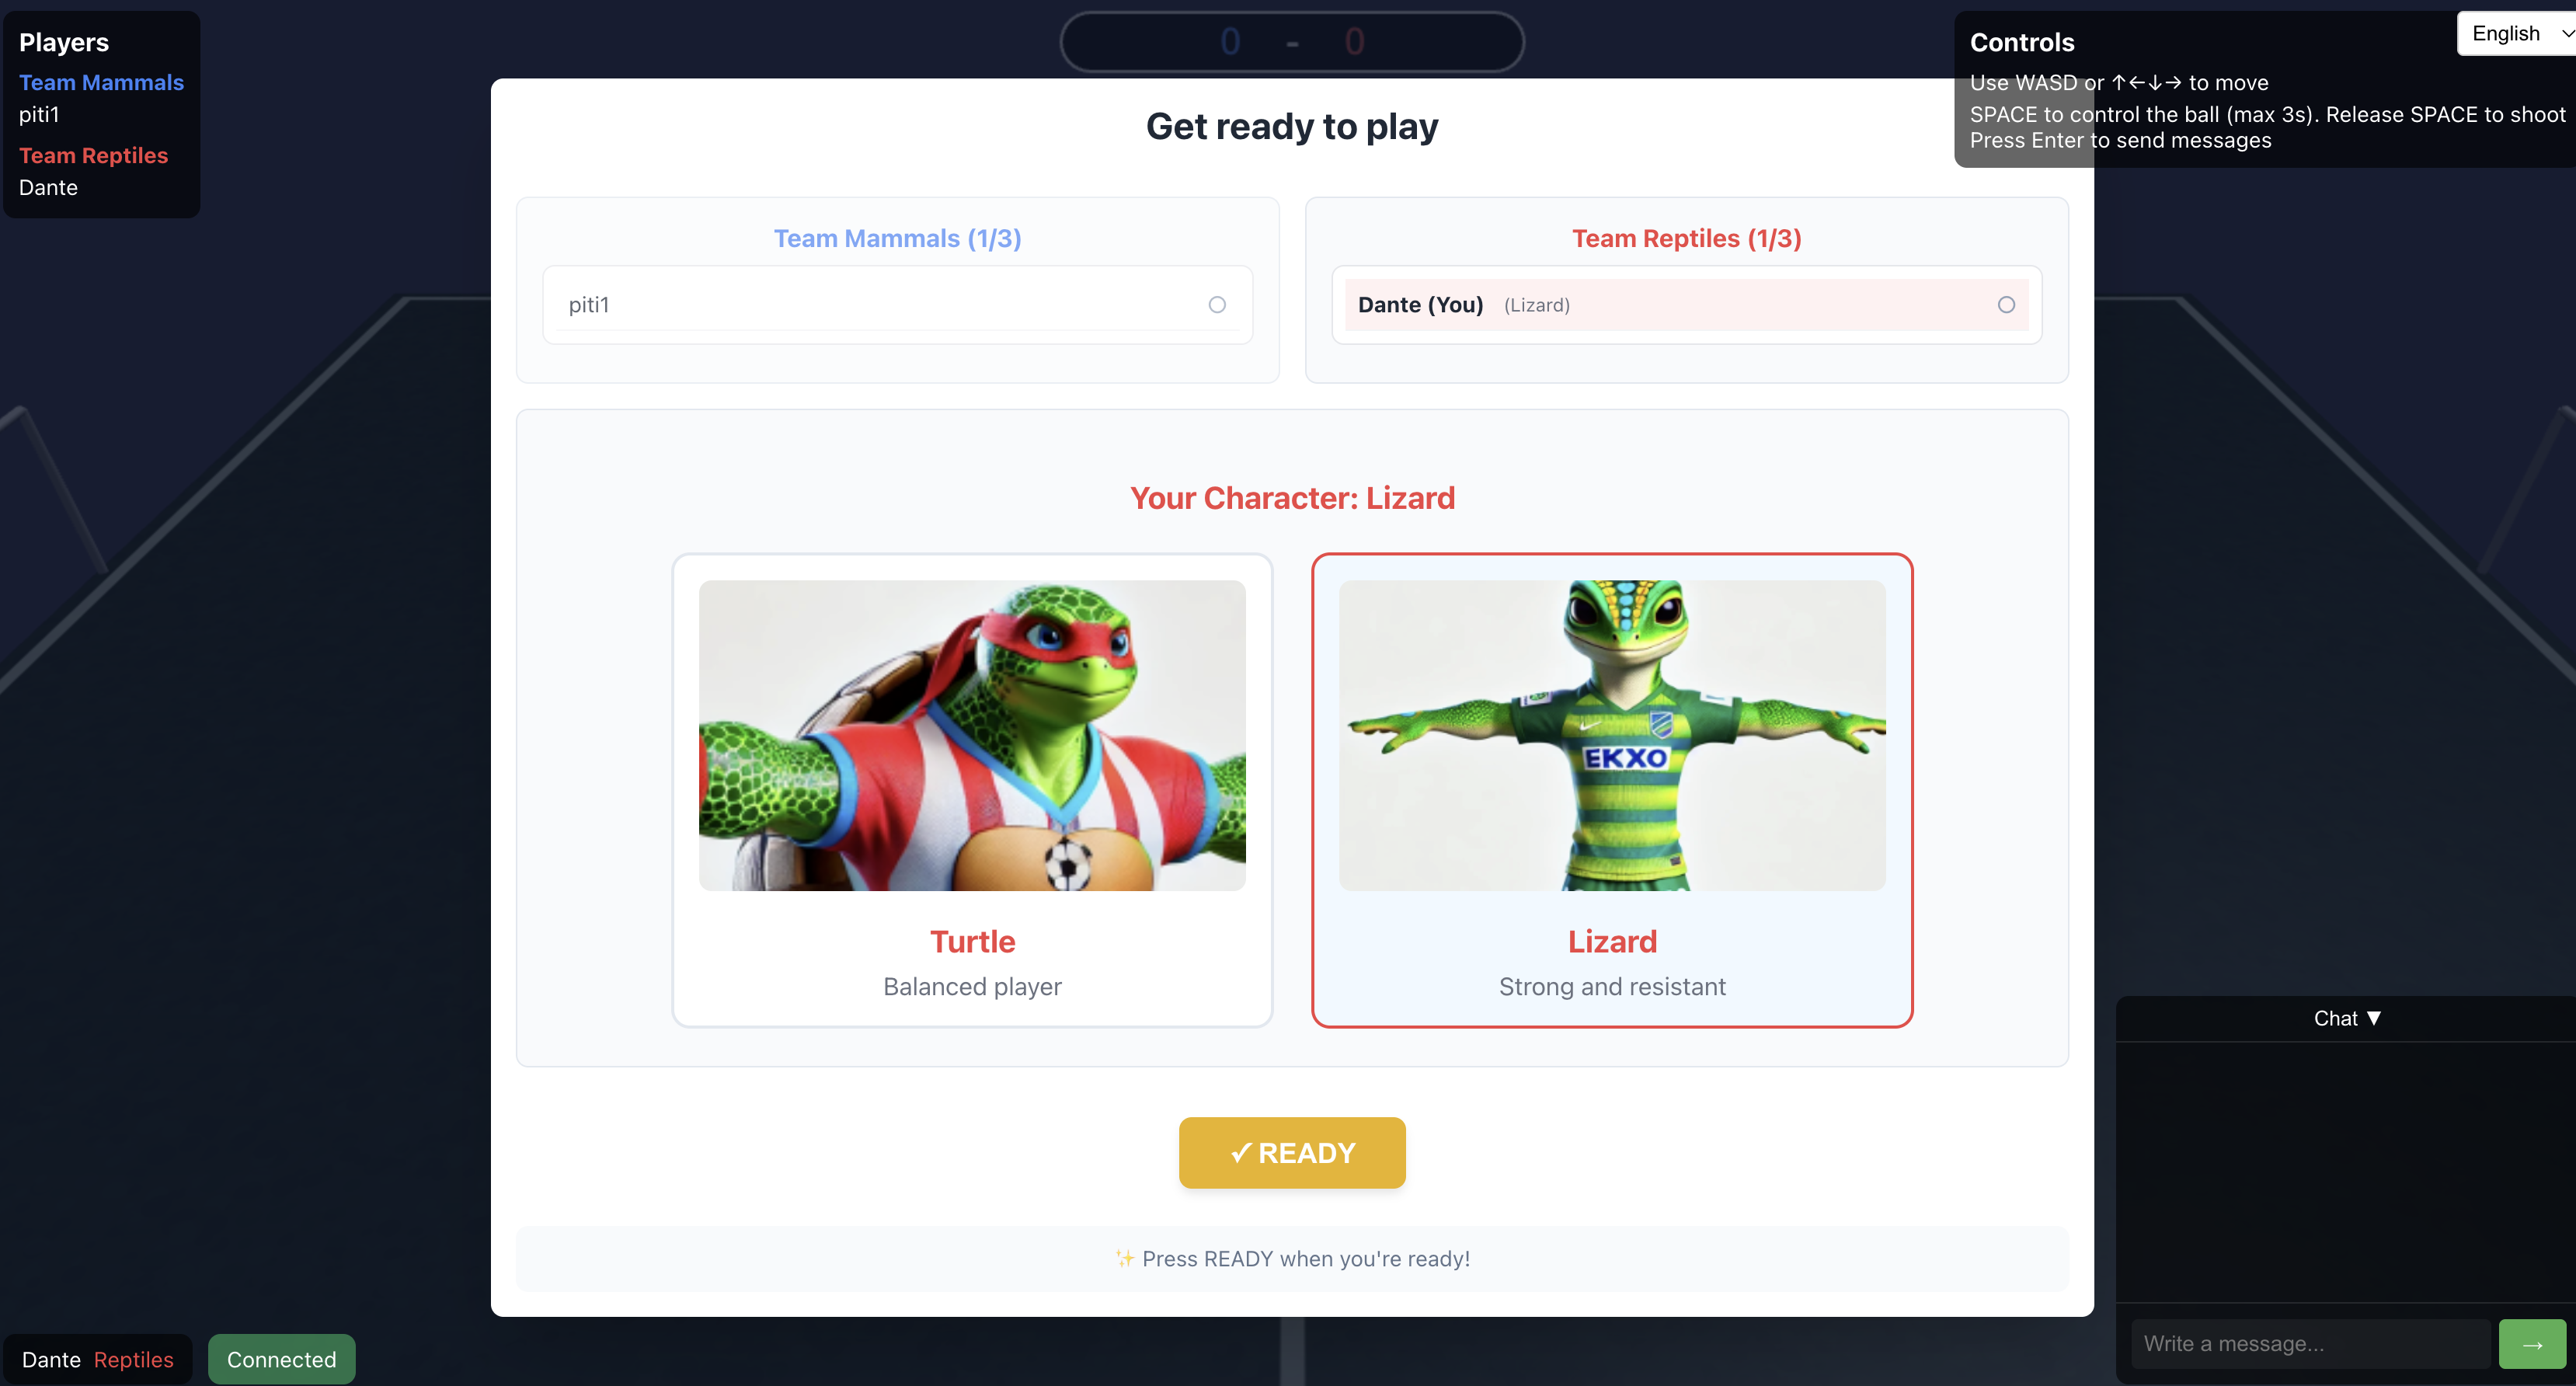 Players
Team Mammals
piti1
Team Reptiles
Dante
0 - 0
Controls
Use WASD or ↑←↓→ to move
SPACE to control the ball (max 3s). Release SPACE to shoot
Press Enter to send messages
English
Get ready to play
Team Mammals (1/3)
piti1
Team Reptiles (1/3)
Dante (You) (Lizard)
Your Character: Lizard
EKXO
Turtle
Balanced player
Lizard
Strong and resistant
✓ READY
✨ Press READY when you're ready!
Dante Reptiles
Connected
Chat ▼
Write a message...
→